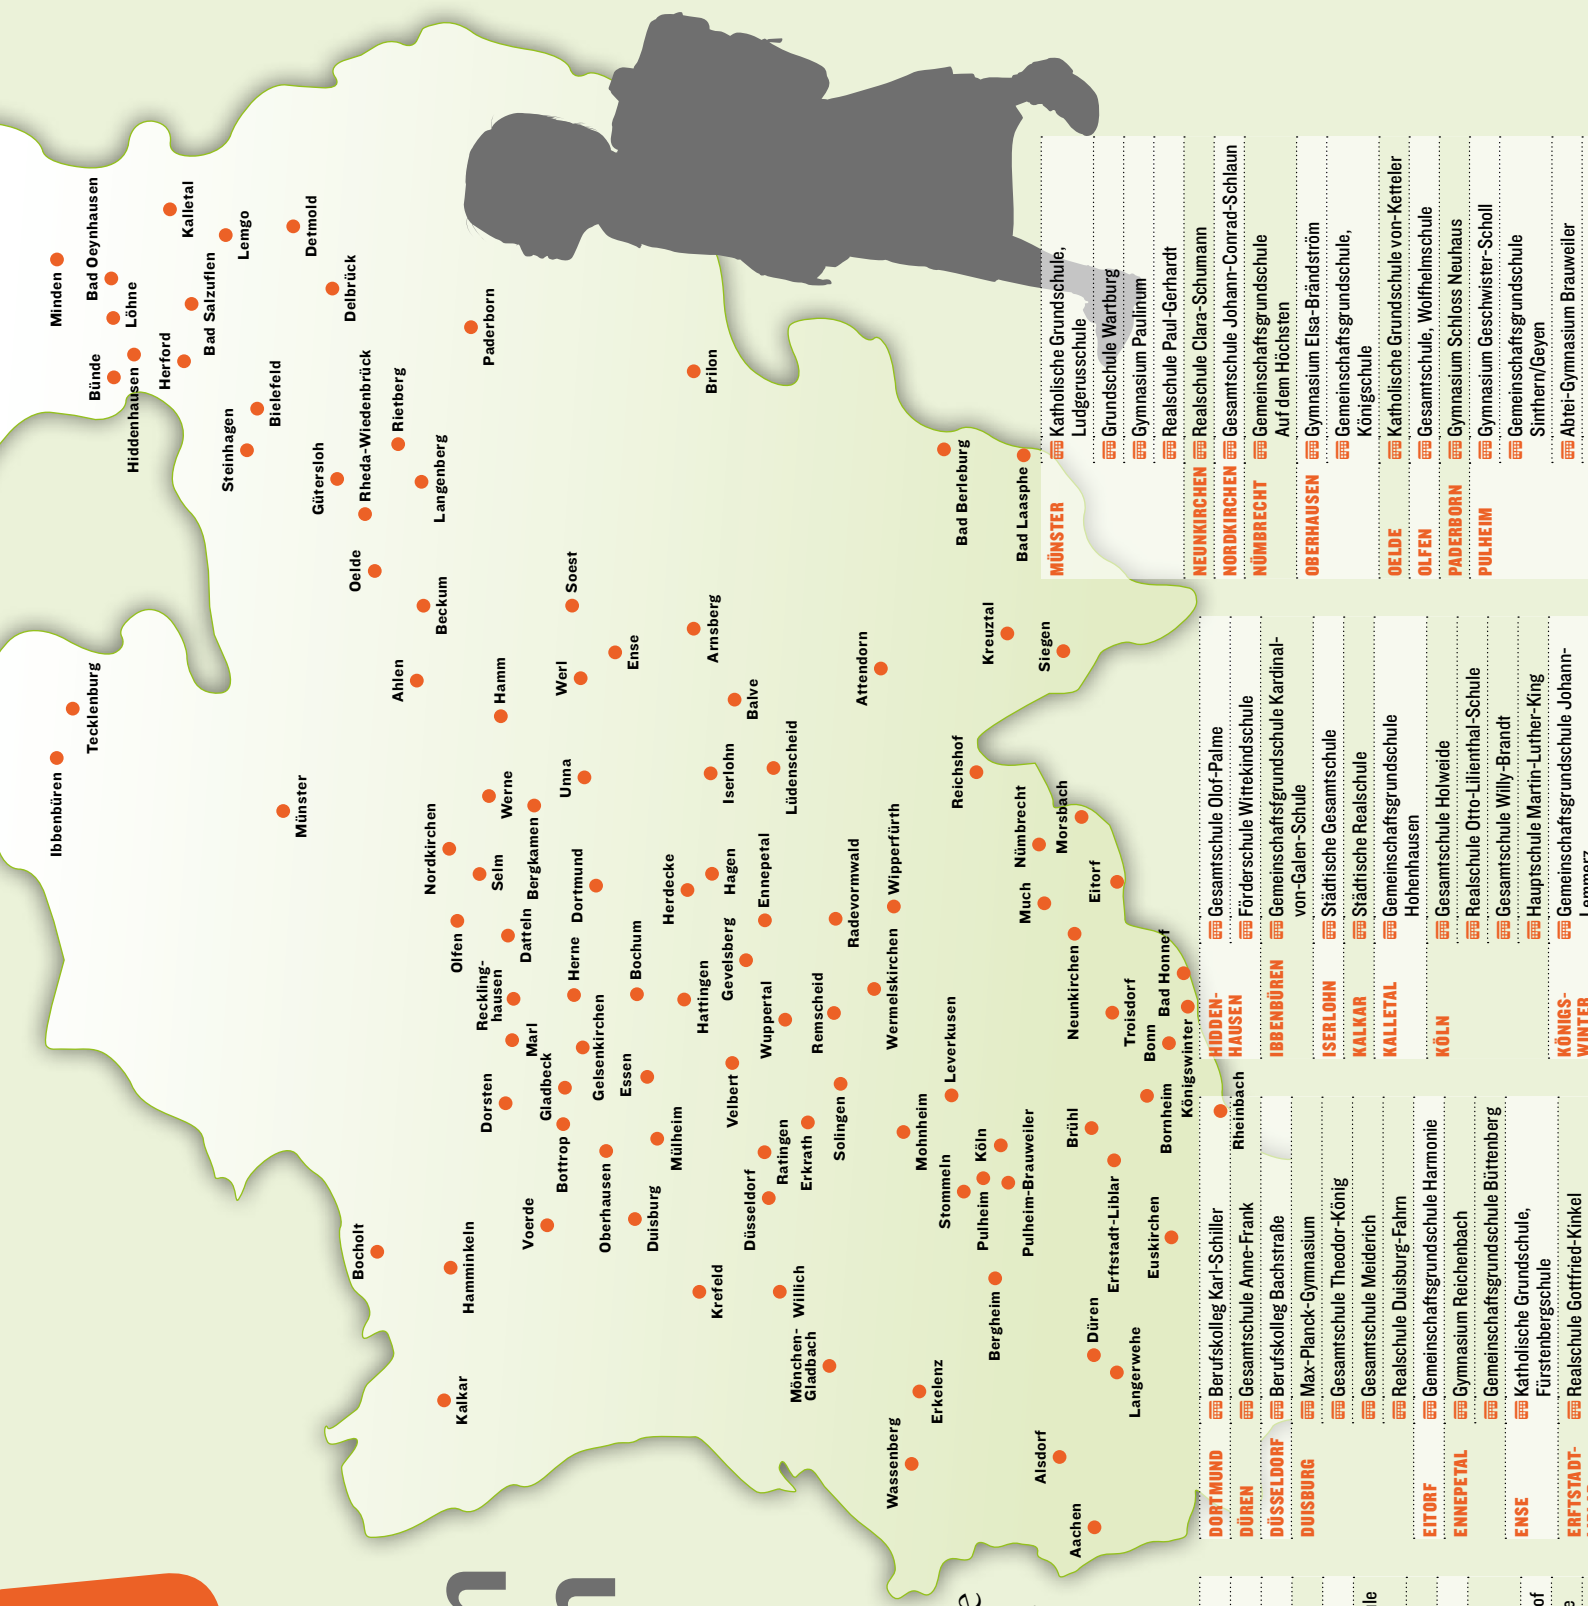 Ibbenbüren
Tecklenburg
Minden
Bad Oeynhausen
Löhne
Bünde
Hiddenhausen
Kalletal
Herford
Bad Salzuflen
Lemgo
Detmold
Steinhagen
Bielefeld
Delbrück
Münster
Gütersloh
Rheda-Wiedenbrück
Rietberg
Oelde
Langenberg
Paderborn
Beckum
Ahlen
Bocholt
Hamminkeln
Kalkar
Nordkirchen
Olfen
Selm
Werne
Hamm
Bergkamen
Datteln
Reckling-
hausen
Marl
Dorsten
Soest
Werl
Ense
Unna
Dortmund
Herne
Gladbeck
Gelsenkirchen
Bottrop
Voerde
Oberhausen
Bochum
Essen
Mülheim
Duisburg
Brilon
Arnsberg
Balve
Iserlohn
Lüdenscheid
Herdecke
Hagen
Hattingen
Gevelsberg
Ennepetal
Velbert
Wuppertal
Krefeld
Düsseldorf
Ratingen
Erkrath
Willich
Mönchen-
Gladbach
Remscheid
Radevormwald
Solingen
Wermelskirchen
Wipperfürth
Attendorn
Mohnheim
Leverkusen
Erkelenz
Wassenberg
Bad Berleburg
Bad Laasphe
Kreuztal
Siegen
Reichshof
Nümbrecht
Morsbach
Much
Eitorf
Neunkirchen
Troisdorf
Bad Honnef
Bonn
Königswinter
Bornheim
Rheinbach
Brühl
Stommeln
Pulheim
Köln
Pulheim-Brauweiler
Erftstadt-Liblar
Euskirchen
Bergheim
Düren
Langerwehe
Alsdorf
Aachen
DORTMUND Berufskolleg Karl-Schiller
DÜREN Gesamtschule Anne-Frank
DÜSSELDORF Berufskolleg Bachstraße
DUISBURG Max-Planck-Gymnasium
Gesamtschule Theodor-König
Gesamtschule Meiderich
Realschule Duisburg-Fahrn
EITORF Gemeinschaftsgrundschule Harmonie
ENNEPETAL Gymnasium Reichenbach
Gemeinschaftsgrundschule Büttenberg
ENSE Katholische Grundschule,
Fürstenbergschule
ERFTSTADT- Realschule Gottfried-Kinkel
HIDDEN- Gesamtschule Olof-Palme
HAUSEN Förderschule Wittekindschule
IBBENBÜREN Gemeinschaftsfgrundschule Kardinal-
von-Galen-Schule
ISERLOHN Städtische Gesamtschule
KALKAR Städtische Realschule
KALLETAL Gemeinschaftsgrundschule
Hohenhausen
KÖLN Gesamtschule Holweide
Realschule Otto-Lilienthal-Schule
Gesamtschule Willy-Brandt
Hauptschule Martin-Luther-King
KÖNIGS- Gemeinschaftsgrundschule Johann-
WINTER
MÜNSTER Katholische Grundschule,
Ludgerusschule
Grundschule Wartburg
Gymnasium Paulinum
Realschule Paul-Gerhardt
NEUNKIRCHEN Realschule Clara-Schumann
NORDKIRCHEN Gesamtschule Johann-Conrad-Schlaun
NÜMBRECHT Gemeinschaftsgrundschule
Auf dem Höchsten
OBERHAUSEN Gymnasium Elsa-Brändström
Gemeinschaftsgrundschule,
Königschule
OELDE Katholische Grundschule von-Ketteler
OLFEN Gesamtschule, Wolfhelmschule
PADERBORN Gymnasium Schloss Neuhaus
PULHEIM Gymnasium Geschwister-Scholl
Gemeinschaftsgrundschule
Sinthern/Geyen
Abtei-Gymnasium Brauweiler